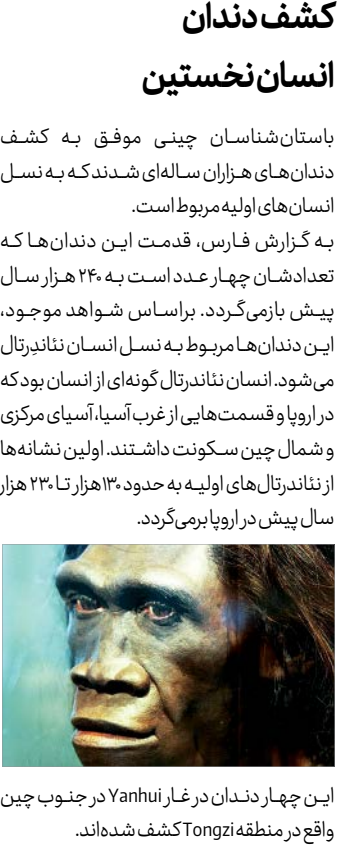 کشف دندان
انسان نخستین
باستان‌شناسان چینی موفق به کشف
دندان‌های هزاران ساله‌ای شدند که به نسل
انسان‌های اولیه مربوط است.
به گزارش فارس، قدمت این دندان‌ها که
تعدادشان چهار عدد است به ۲۴۰ هزار سال
پیش بازمی‌گردد. براساس شواهد موجود،
این دندان‌ها مربوط به نسل انسان نئاندِرتال
می‌شود. انسان نئاندرتال گونه‌ای از انسان بود که
در اروپا و قسمت‌هایی از غرب آسیا، آسیای مرکزی
و شمال چین سکونت داشتند. اولین نشانه‌ها
از نئاندرتال‌های اولیه به حدود ۱۳۰هزار تا ۲۳۰ هزار
سال پیش در اروپا برمی‌گردد.
این چهار دندان در غار Yanhui در جنوب چین
واقع در منطقه Tongzi کشف شده‌اند.